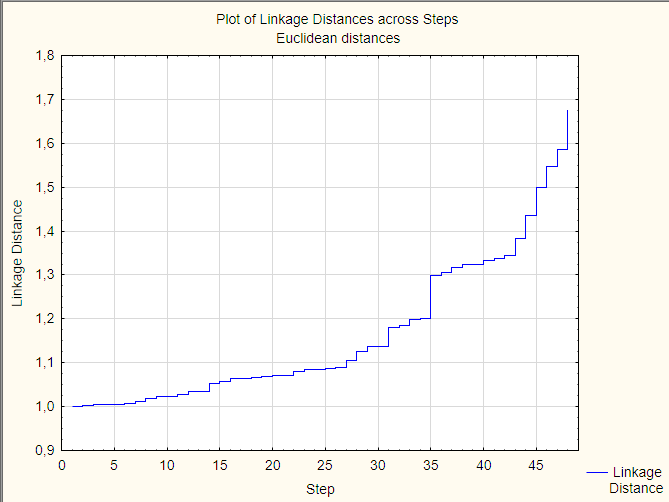 Plot of Linkage Distances across Steps
Euclidean distances
1,8
1,7
1,6
1,5
1,4
1,3
1,2
1,1
1,0
0,9
Linkage Distance
0 5 10 15 20 25 30 35 40 45
Step
Linkage
Distance